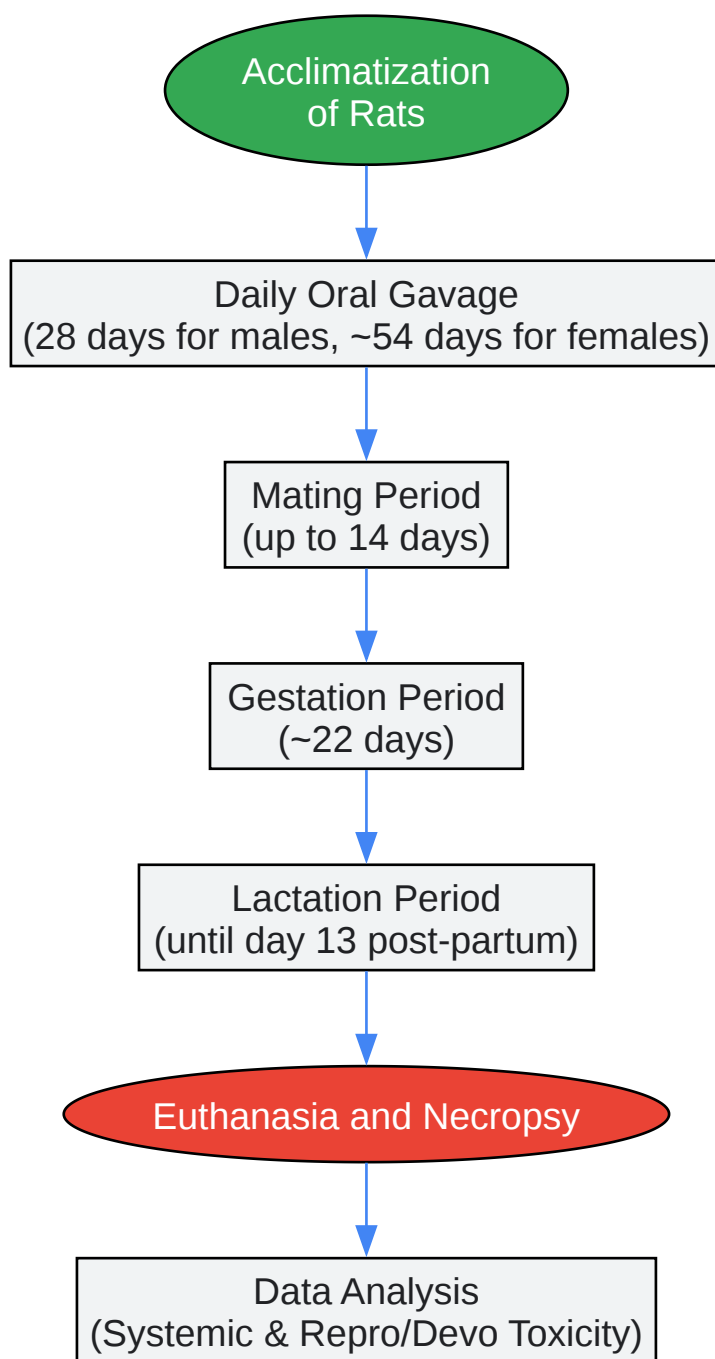 Acclimatization
of Rats
Daily Oral Gavage
(28 days for males, ~54 days for females)
Mating Period
(up to 14 days)
Gestation Period
(~22 days)
Lactation Period
(until day 13 post-partum)
Euthanasia and Necropsy
Data Analysis
(Systemic & Repro/Devo Toxicity)